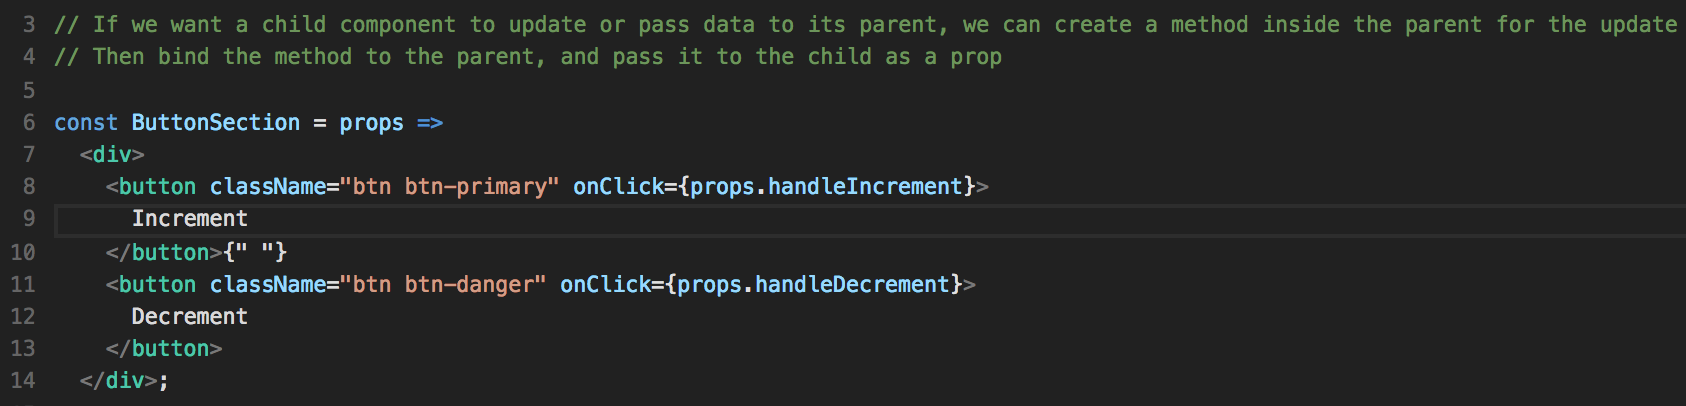 3 // If we want a child component to update or pass data to its parent, we can create a method inside the parent for the update
4 // Then bind the method to the parent, and pass it to the child as a prop
5
6 const ButtonSection = props =>
7   <div>
8     <button className="btn btn-primary" onClick={props.handleIncrement}>
9       Increment
10     </button>{" "}
11     <button className="btn btn-danger" onClick={props.handleDecrement}>
12       Decrement
13     </button>
14   </div>;